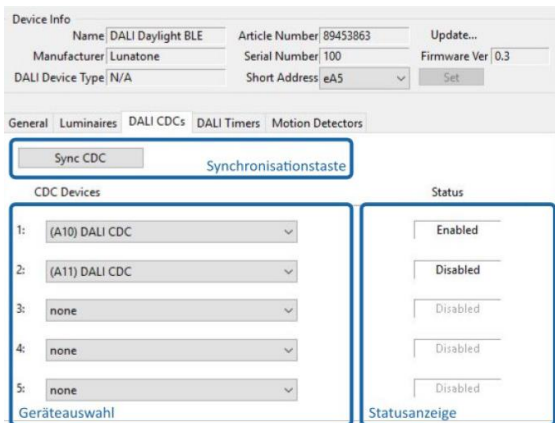 Device Info
Name DALI Daylight BLE Article Number 89453863 Update...
Manufacturer Lunatone Serial Number 100 Firmware Ver 0.3
DALI Device Type N/A Short Address eA5 Set
General Luminaires DALI CDCs DALI Timers Motion Detectors
Sync CDC Synchronisationstaste
CDC Devices Status
1: (A10) DALI CDC Enabled
2: (A11) DALI CDC Disabled
3: none Disabled
4: none Disabled
5: none Disabled
Geräteauswahl Statusanzeige